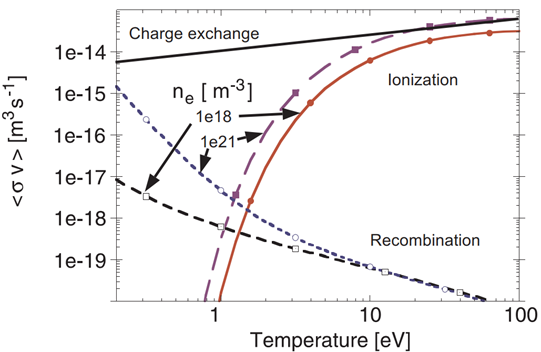 Charge exchange
1e-14
Ionization
1e-15
nₑ [ m⁻³]
1e18
1e-16
1e21
1e-17
1e-18
Recombination
1e-19
<σ v> [m³s⁻¹]
1
10
100
Temperature [eV]